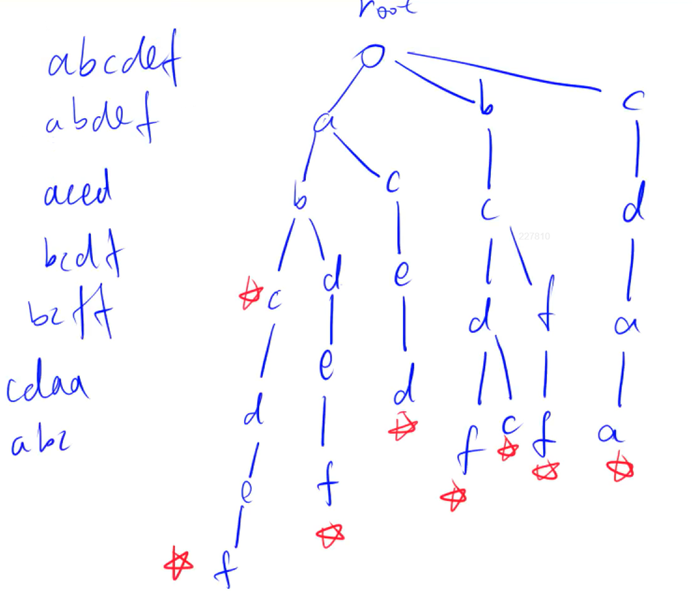 root
abcdef
abdef
aced
bcdf
bcff
cdaa
abc
a b c
b c c d
c d e d f a
d e d f c f a
e f
f
227810